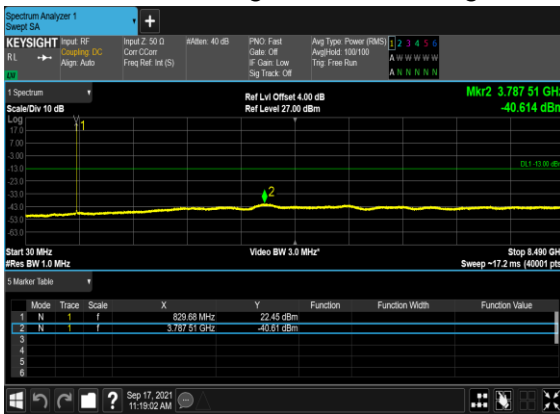 Spectrum Analyzer 1
Swept SA
+
KEYSIGHT Input: RF Input Z: 50 Ω #Atten: 40 dB PNO: Fast Avg Type: Power (RMS) 1 2 3 4 5 6
RL Coupling: DC Corr CCorr Gate: Off Avg|Hold: 100/100 A W W W W W
Align: Auto Freq Ref: Int (S) IF Gain: Low Trig: Free Run
LV Sig Track: Off A N N N N N
1 Spectrum Mkr2 3.787 51 GHz
Scale/Div 10 dB Ref Lvl Offset 4.00 dB -40.614 dBm
Ref Level 27.00 dBm
Log
17.0
7.00
-3.00
-13.0
-23.0
-33.0
-43.0
-53.0
-63.0
1
DL1 -13.00 dBm
2
Start 30 MHz Video BW 3.0 MHz* Stop 8.490 GHz
#Res BW 1.0 MHz Sweep ~17.2 ms (40001 pts)
5 Marker Table
Mode Trace Scale X Y Function Function Width Function Value
1 N 1 f 829.68 MHz 22.45 dBm
2 N 1 f 3.787 51 GHz -40.61 dBm
3
4
5
6
? Sep 17, 2021
11:19:02 AM